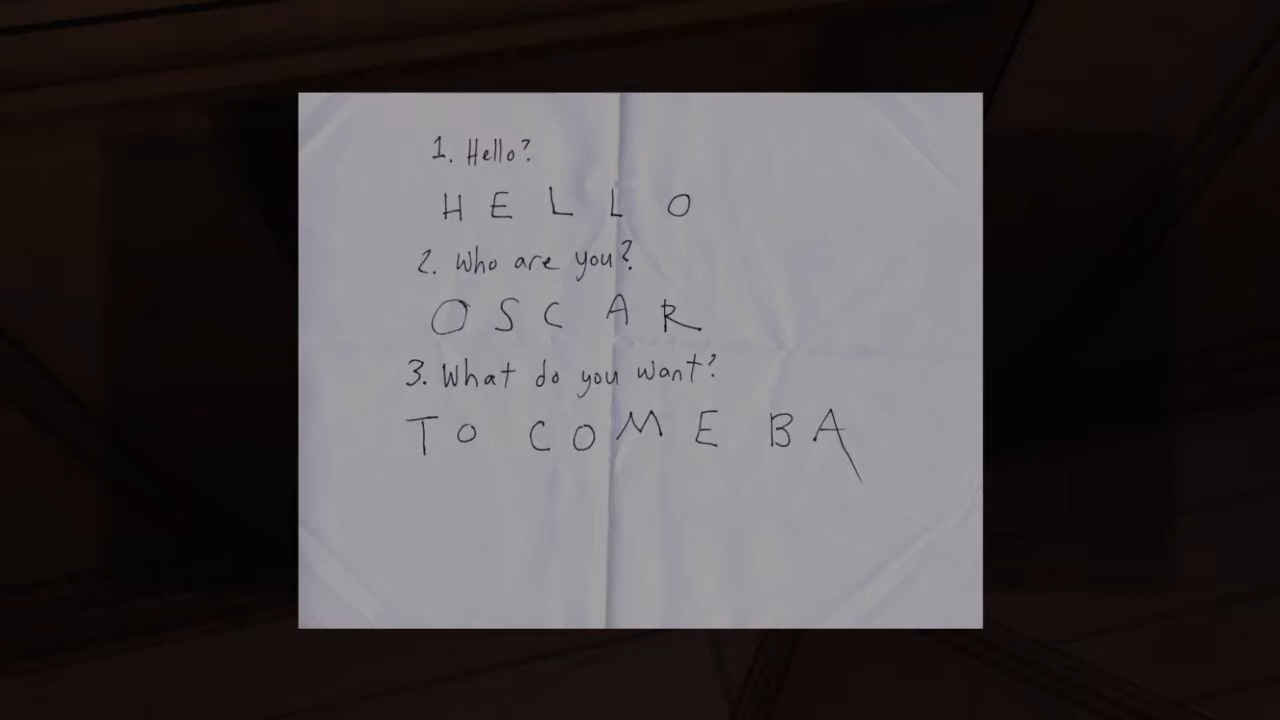 1. Hello?
H E L L O
2. Who are you?
O S C A R
3. What do you want?
T O C O M E B A